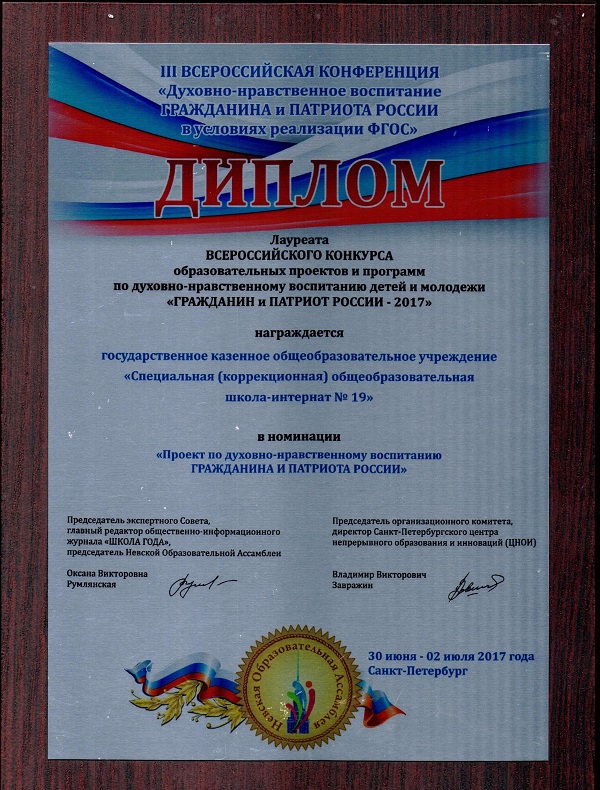 III ВСЕРОССИЙСКАЯ КОНФЕРЕНЦИЯ
«Духовно-нравственное воспитание
ГРАЖДАНИНА и ПАТРИОТА РОССИИ
в условиях реализации ФГОС»
ДИПЛОМ
Лауреата
ВСЕРОССИЙСКОГО КОНКУРСА
образовательных проектов и программ
по духовно-нравственному воспитанию детей и молодежи
«ГРАЖДАНИН и ПАТРИОТ РОССИИ - 2017»
награждается
государственное казенное общеобразовательное учреждение
«Специальная (коррекционная) общеобразовательная
школа-интернат № 19»
в номинации
«Проект по духовно-нравственному воспитанию
ГРАЖДАНИНА И ПАТРИОТА РОССИИ»
Председатель экспертного Совета,
главный редактор общественно-информационного
журнала «ШКОЛА ГОДА»,
председатель Невской Образовательной Ассамблеи
Оксана Викторовна
Румлянская
Председатель организационного комитета,
директор Санкт-Петербургского центра
непрерывного образования и инноваций (ЦНОИ)
Владимир Викторович
Завражин
Невская Образовательная Ассамблея
30 июня - 02 июля 2017 года
Санкт-Петербург